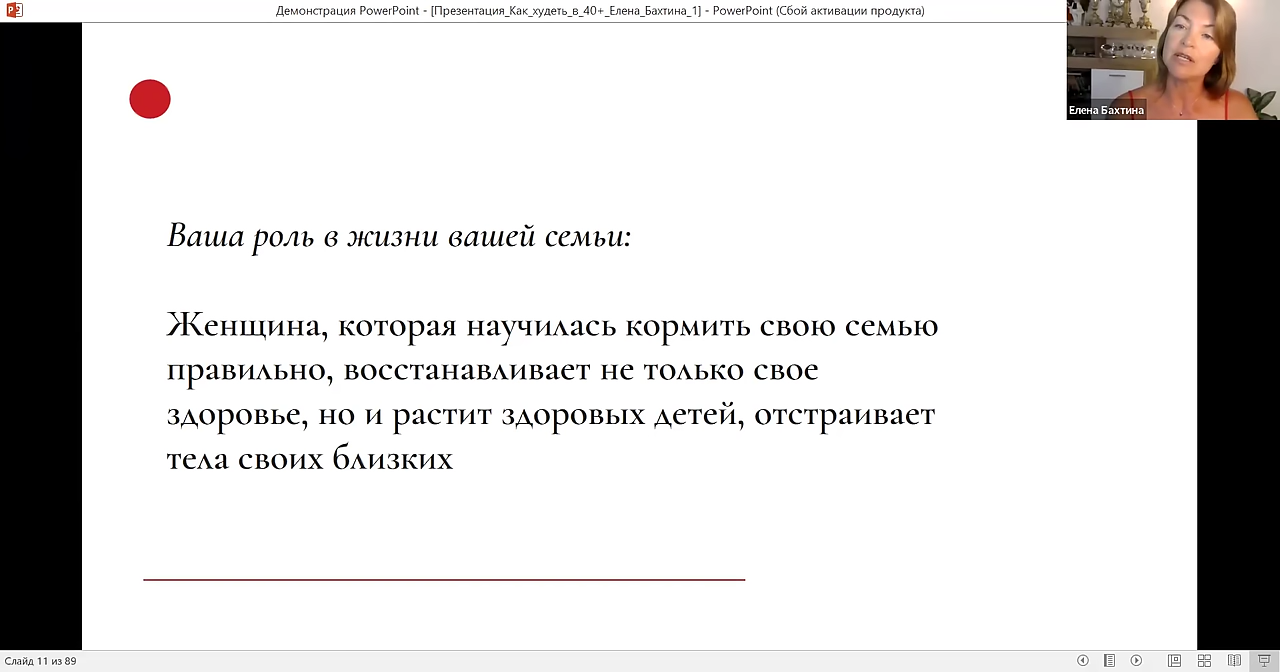 Демонстрация PowerPoint - [Презентация_Как_худеть_в_40+_Елена_Бахтина_1] - PowerPoint (Сбой активации продукта)
Елена Бахтина
Ваша роль в жизни вашей семьи:
Женщина, которая научилась кормить свою семью
правильно, восстанавливает не только свое
здоровье, но и растит здоровых детей, отстраивает
тела своих близких
Слайд 11 из 89